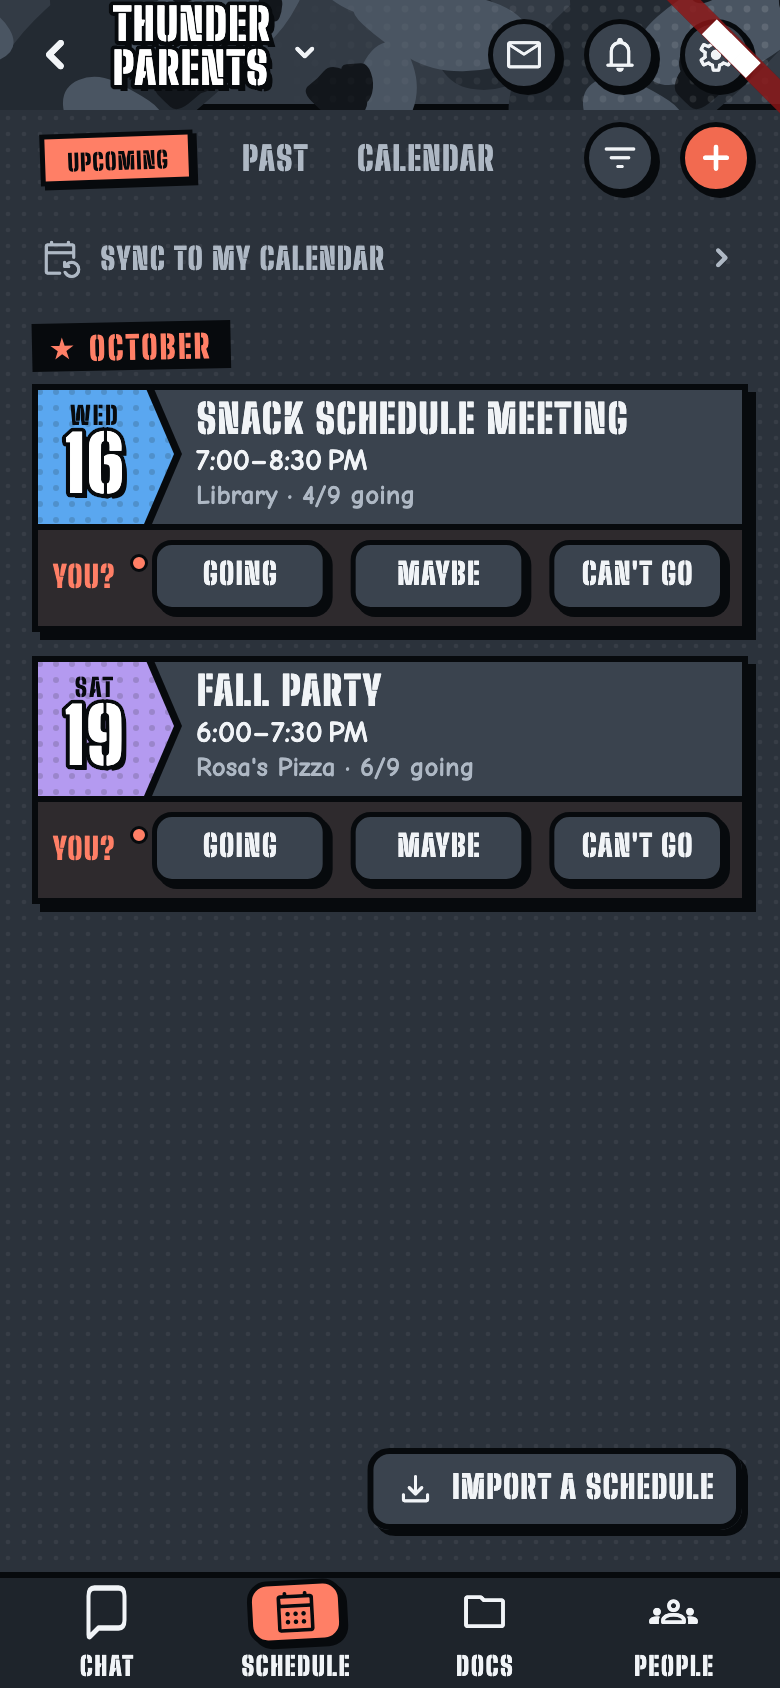 THUNDER
PARENTS
UPCOMING PAST CALENDAR
SYNC TO MY CALENDAR
★ OCTOBER
WED
16
SNACK SCHEDULE MEETING
7:00–8:30 PM
Library · 4/9 going
YOU? GOING MAYBE CAN'T GO
SAT
19
FALL PARTY
6:00–7:30 PM
Rosa's Pizza · 6/9 going
YOU? GOING MAYBE CAN'T GO
IMPORT A SCHEDULE
CHAT SCHEDULE DOCS PEOPLE